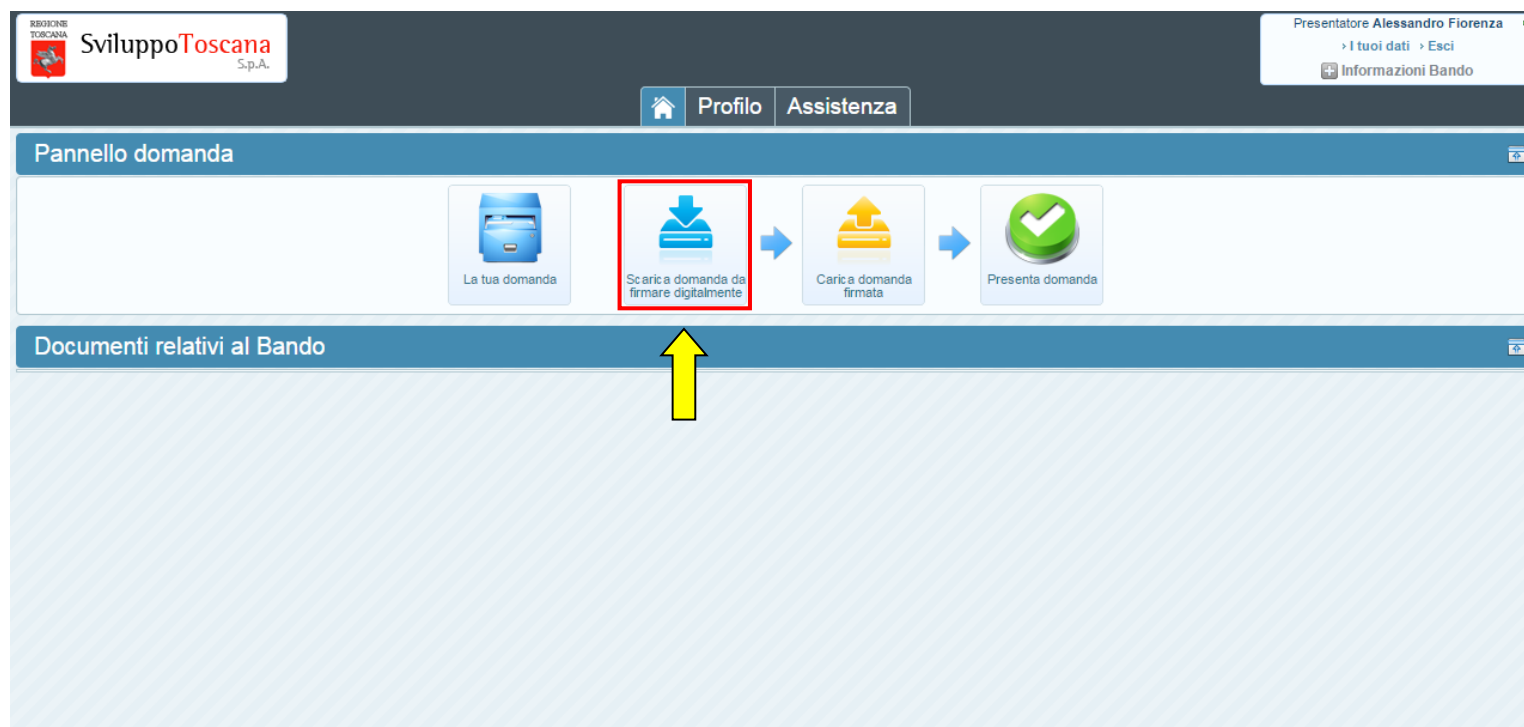 REGIONE
TOSCANA
SviluppoToscana
S.p.A.
Presentatore Alessandro Fiorenza
› I tuoi dati › Esci
Informazioni Bando
Profilo Assistenza
Pannello domanda
La tua domanda
Scarica domanda da
firmare digitalmente
Carica domanda
firmata
Presenta domanda
Documenti relativi al Bando